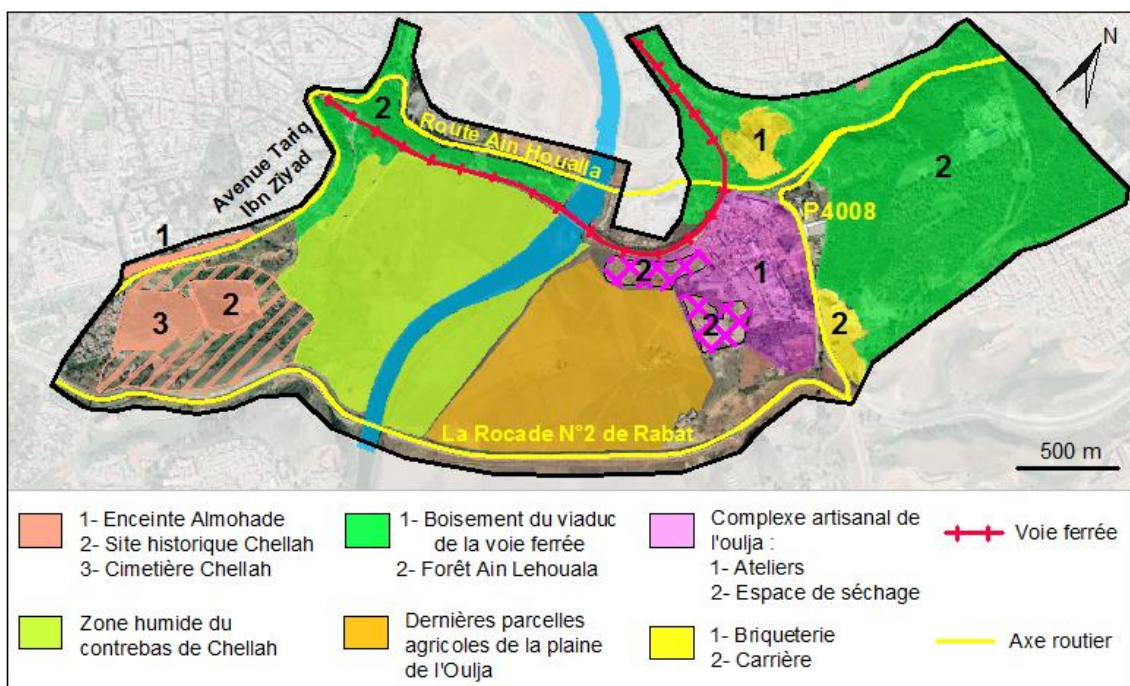 N
2
1
Route Ain Houalla
Avenue Tariq
Ibn Ziyad
2
P4008
1
2
1
2
3
2
2
La Rocade N°2 de Rabat
500 m
1- Enceinte Almohade
2- Site historique Chellah
3- Cimetière Chellah
1- Boisement du viaduc
de la voie ferrée
2- Forêt Ain Lehouala
Complexe artisanal de
l'oulja :
1- Ateliers
2- Espace de séchage
Voie ferrée
Zone humide du
contrebas de Chellah
Dernières parcelles
agricoles de la plaine
de l'Oulja
1- Briqueterie
2- Carrière
Axe routier